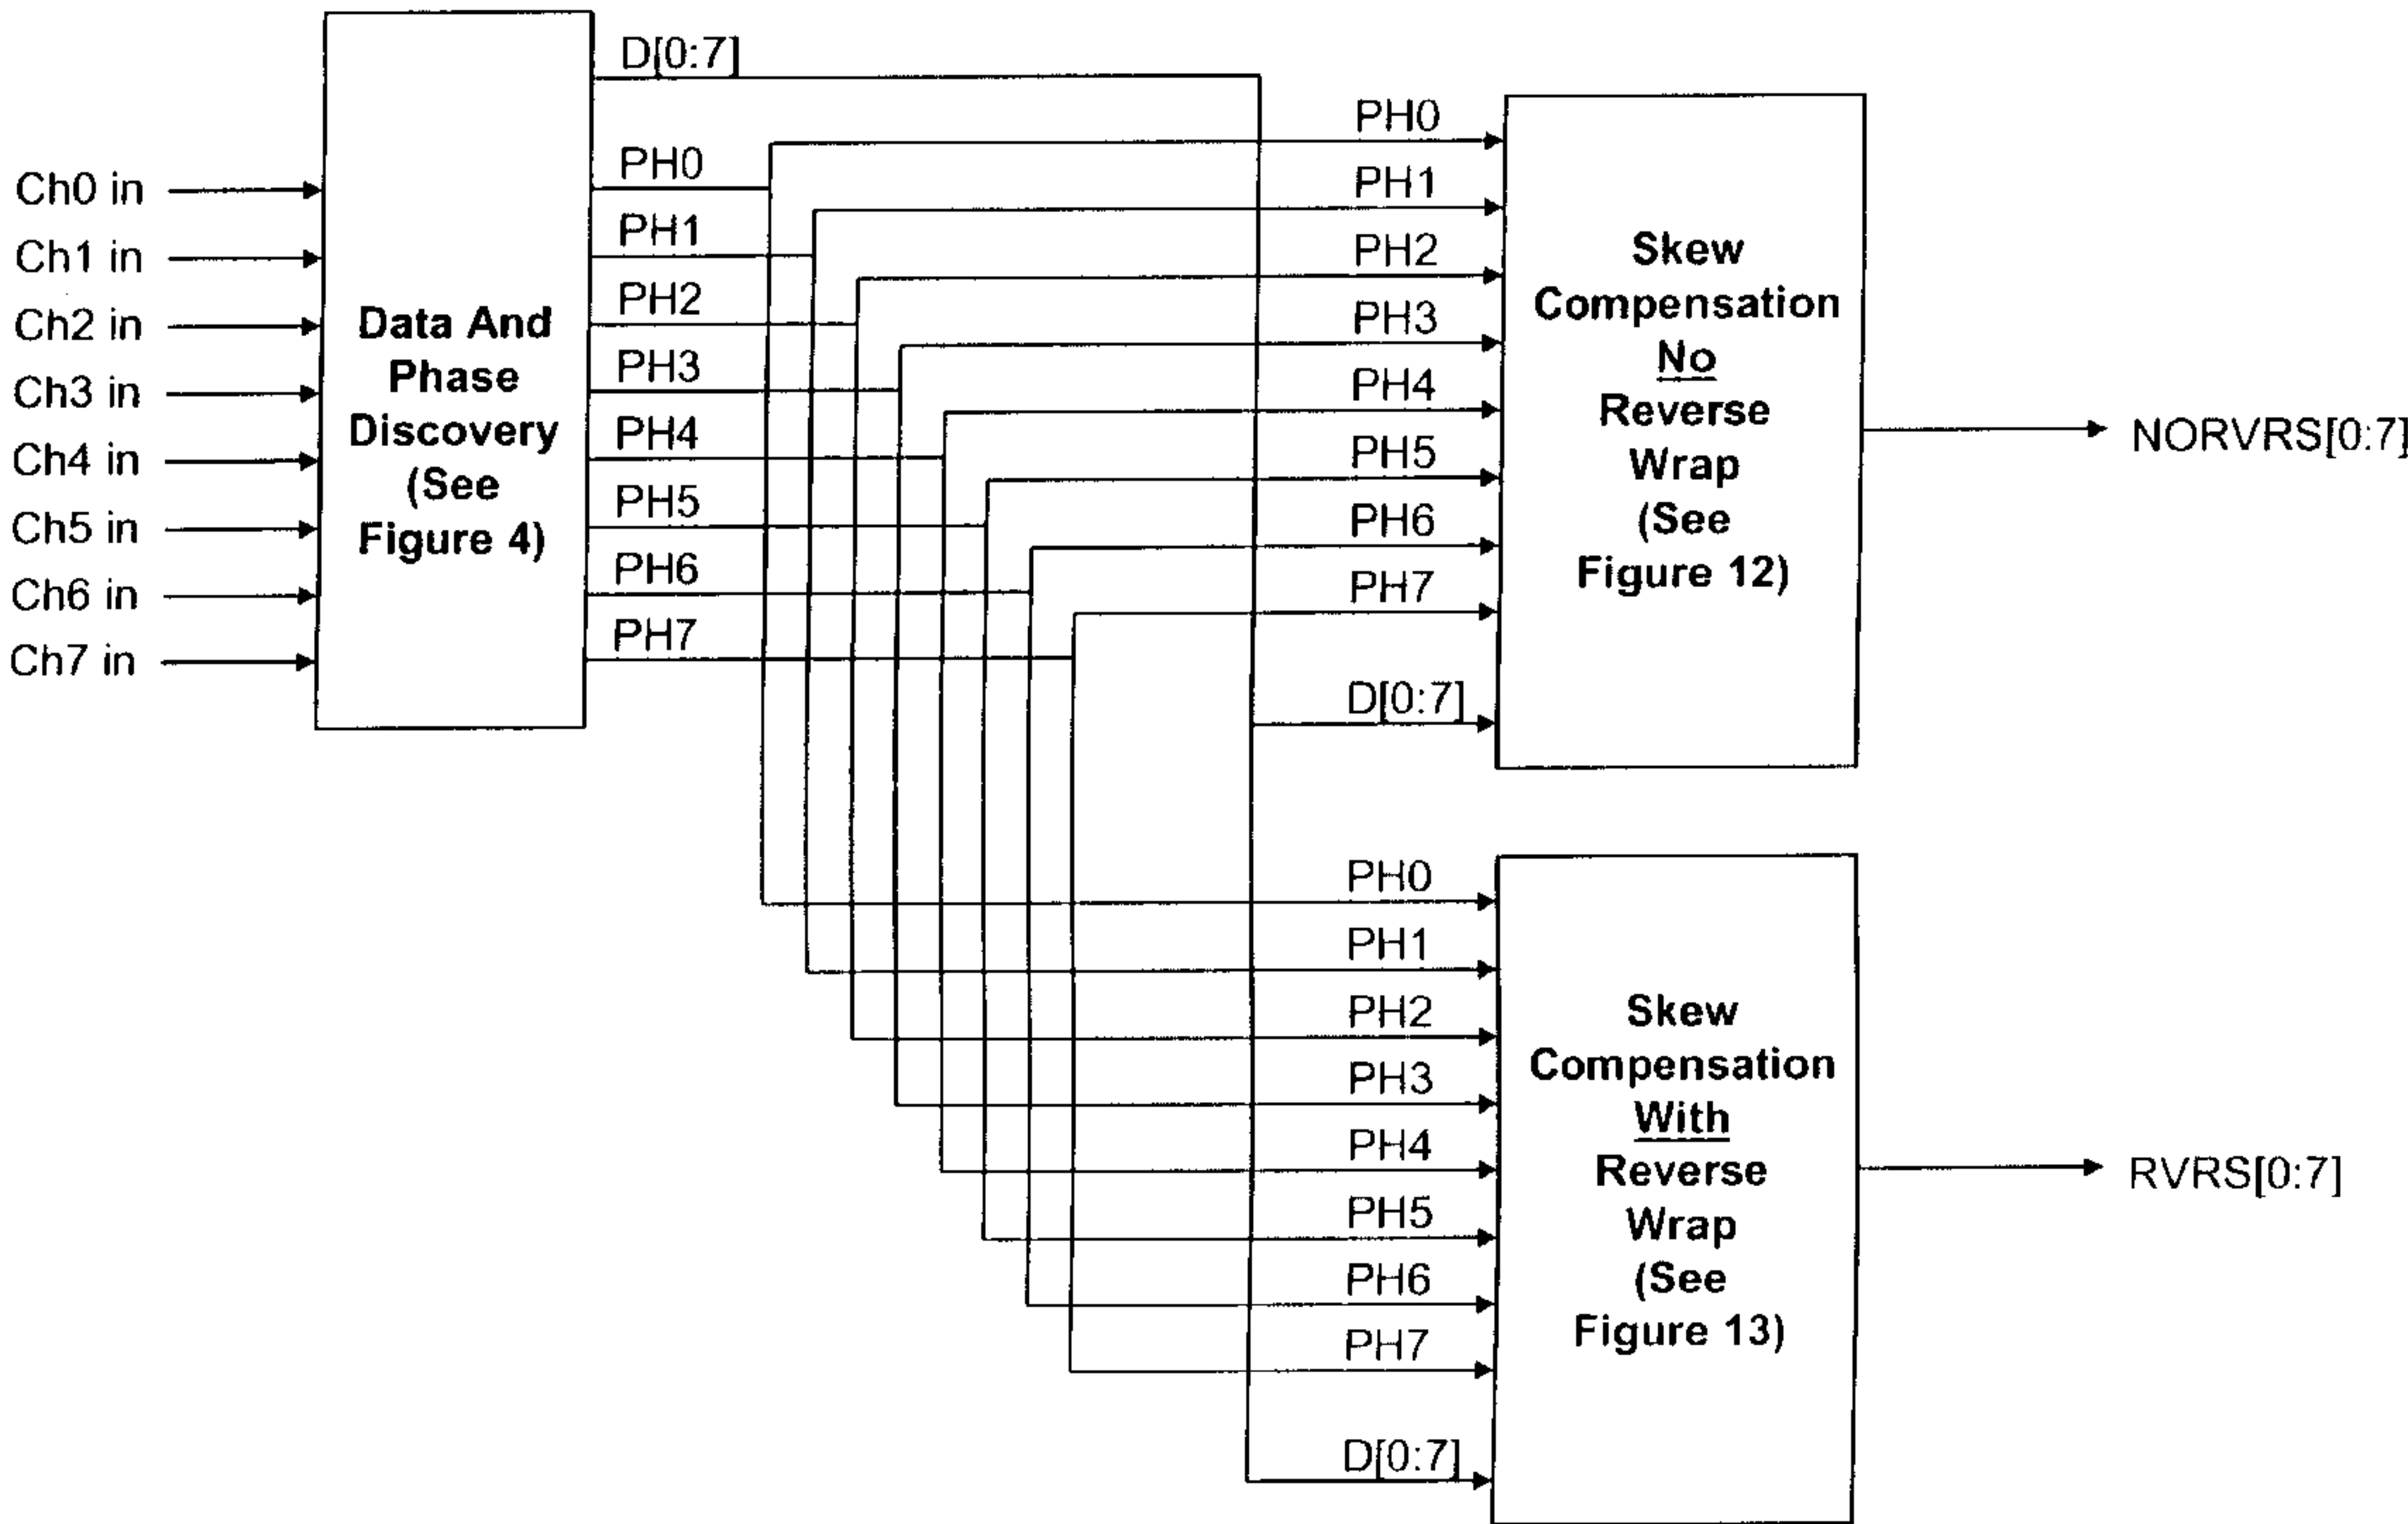 Ch0 in
Ch1 in
Ch2 in
Ch3 in
Ch4 in
Ch5 in
Ch6 in
Ch7 in
Data And
Phase
Discovery
(See
Figure 4)
D[0:7]
PH0
PH1
PH2
PH3
PH4
PH5
PH6
PH7
PH0
PH1
PH2
PH3
PH4
PH5
PH6
PH7
D[0:7]
Skew
Compensation
No
Reverse
Wrap
(See
Figure 12)
NORVRS[0:7]
PH0
PH1
PH2
PH3
PH4
PH5
PH6
PH7
D[0:7]
Skew
Compensation
With
Reverse
Wrap
(See
Figure 13)
RVRS[0:7]